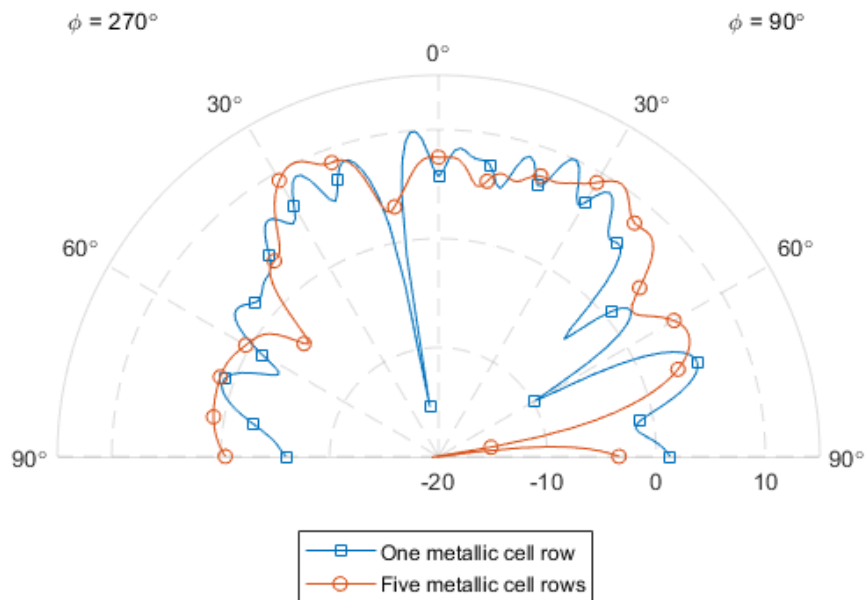 ϕ = 270° ϕ = 90°
0°
30° 30°
60° 60°
90° 90°
-20 -10 0 10
One metallic cell row
Five metallic cell rows